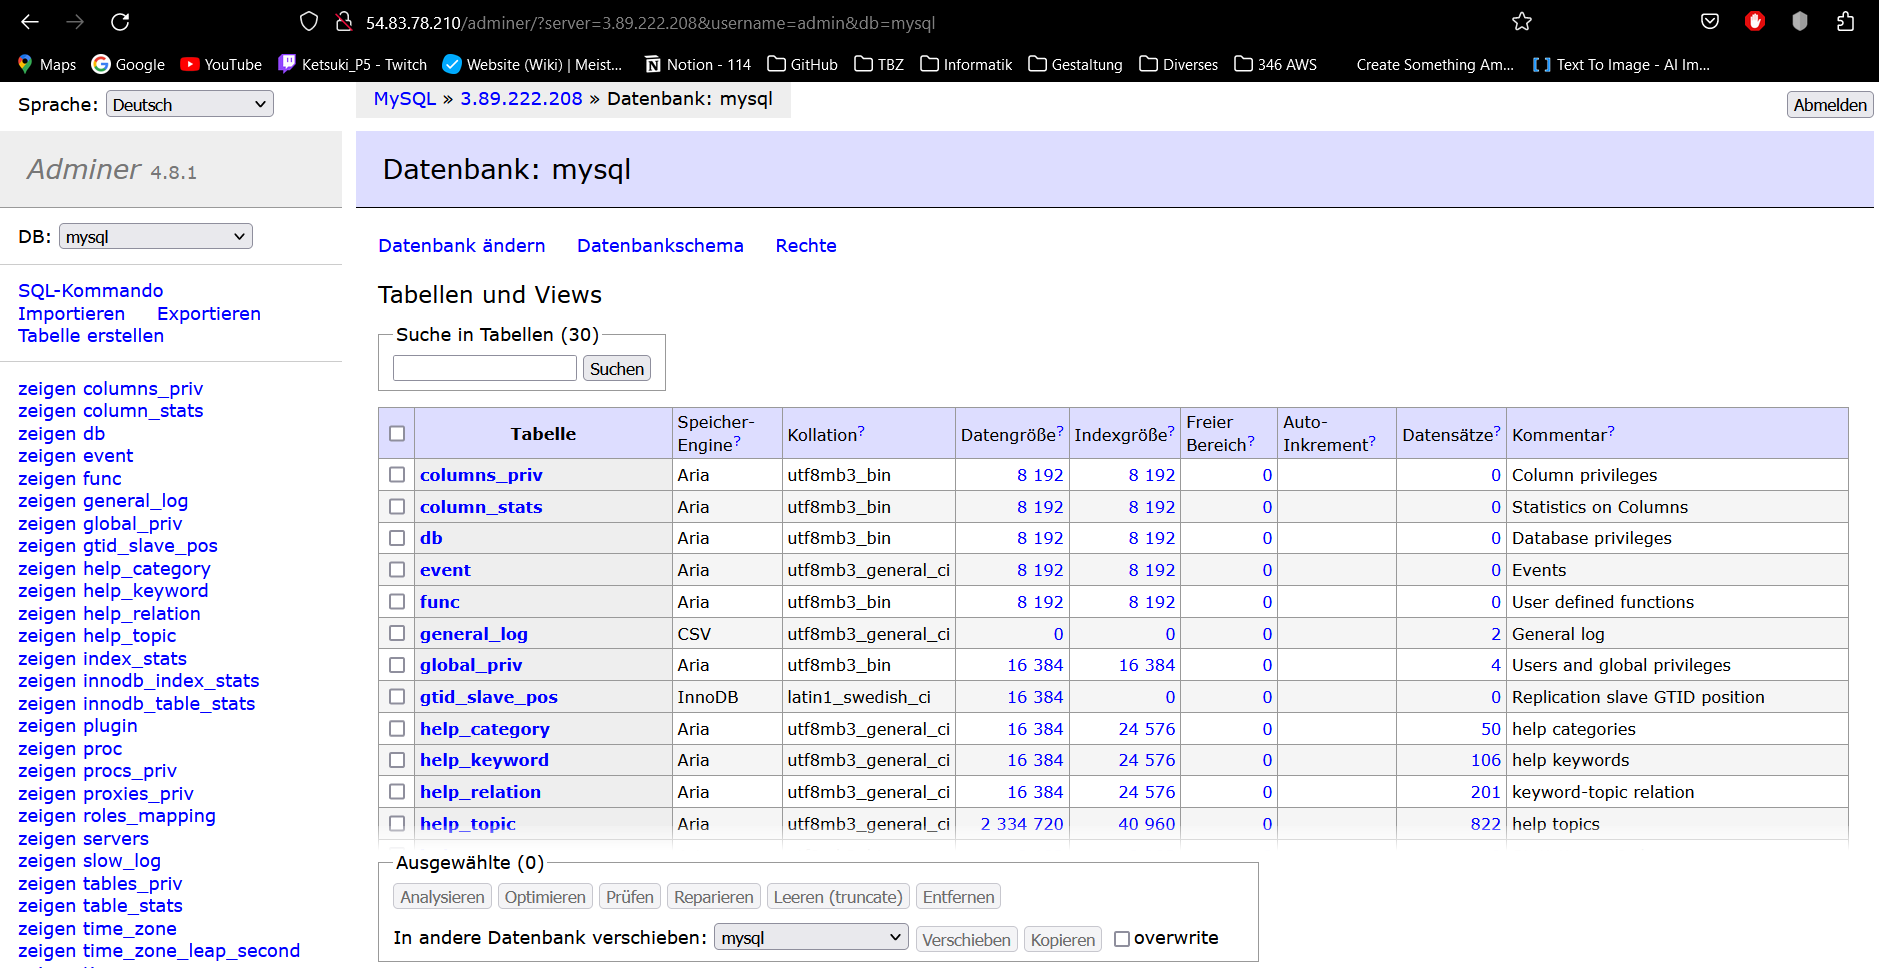 54.83.78.210/adminer/?server=3.89.222.208&username=admin&db=mysql
Maps Google YouTube Ketsuki_P5 - Twitch Website (Wiki) | Meist... Notion - 114 GitHub TBZ Informatik Gestaltung Diverses 346 AWS Create Something Am... Text To Image - AI Im...
Sprache: Deutsch
MySQL » 3.89.222.208 » Datenbank: mysql
Abmelden
Adminer 4.8.1
Datenbank: mysql
DB: mysql
SQL-Kommando
Importieren Exportieren
Tabelle erstellen
zeigen columns_priv
zeigen column_stats
zeigen db
zeigen event
zeigen func
zeigen general_log
zeigen global_priv
zeigen gtid_slave_pos
zeigen help_category
zeigen help_keyword
zeigen help_relation
zeigen help_topic
zeigen index_stats
zeigen innodb_index_stats
zeigen innodb_table_stats
zeigen plugin
zeigen proc
zeigen procs_priv
zeigen proxies_priv
zeigen roles_mapping
zeigen servers
zeigen slow_log
zeigen tables_priv
zeigen table_stats
zeigen time_zone
zeigen time_zone_leap_second
Datenbank ändern Datenbankschema Rechte
Tabellen und Views
Suche in Tabellen (30)
Suchen
Tabelle Speicher-Engine? Kollation? Datengröße? Indexgröße? Freier Bereich? Auto-Inkrement? Datensätze? Kommentar?
columns_priv Aria utf8mb3_bin 8 192 8 192 0 0 Column privileges
column_stats Aria utf8mb3_bin 8 192 8 192 0 0 Statistics on Columns
db Aria utf8mb3_bin 8 192 8 192 0 0 Database privileges
event Aria utf8mb3_general_ci 8 192 8 192 0 0 Events
func Aria utf8mb3_bin 8 192 8 192 0 0 User defined functions
general_log CSV utf8mb3_general_ci 0 0 0 2 General log
global_priv Aria utf8mb3_bin 16 384 16 384 0 4 Users and global privileges
gtid_slave_pos InnoDB latin1_swedish_ci 16 384 0 0 0 Replication slave GTID position
help_category Aria utf8mb3_general_ci 16 384 24 576 0 50 help categories
help_keyword Aria utf8mb3_general_ci 16 384 24 576 0 106 help keywords
help_relation Aria utf8mb3_general_ci 16 384 24 576 0 201 keyword-topic relation
help_topic Aria utf8mb3_general_ci 2 334 720 40 960 0 822 help topics
Ausgewählte (0)
Analysieren Optimieren Prüfen Reparieren Leeren (truncate) Entfernen
In andere Datenbank verschieben: mysql Verschieben Kopieren overwrite